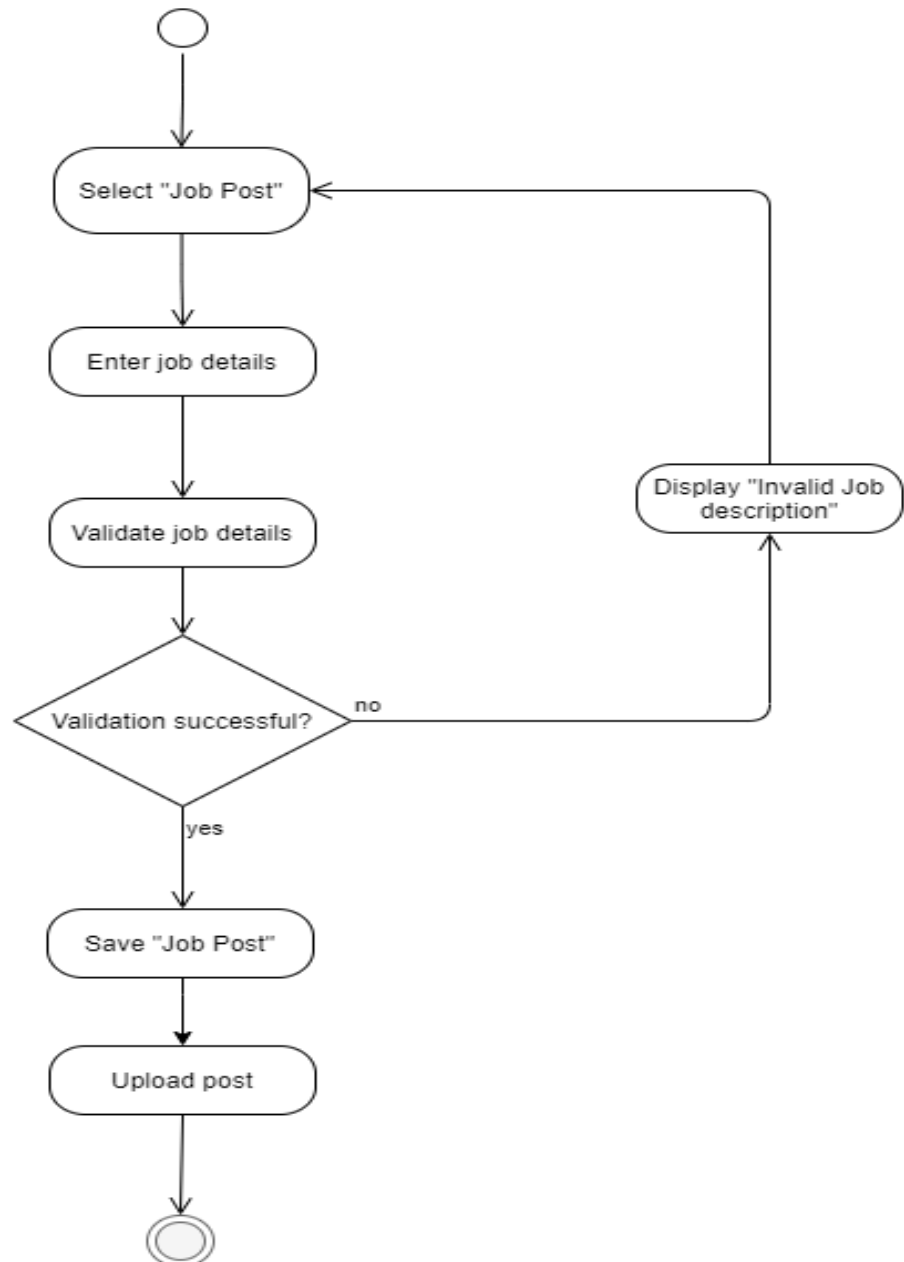 Select "Job Post"
Enter job details
Validate job details
Display "Invalid Job
description"
Validation successful?
no
yes
Save "Job Post"
Upload post